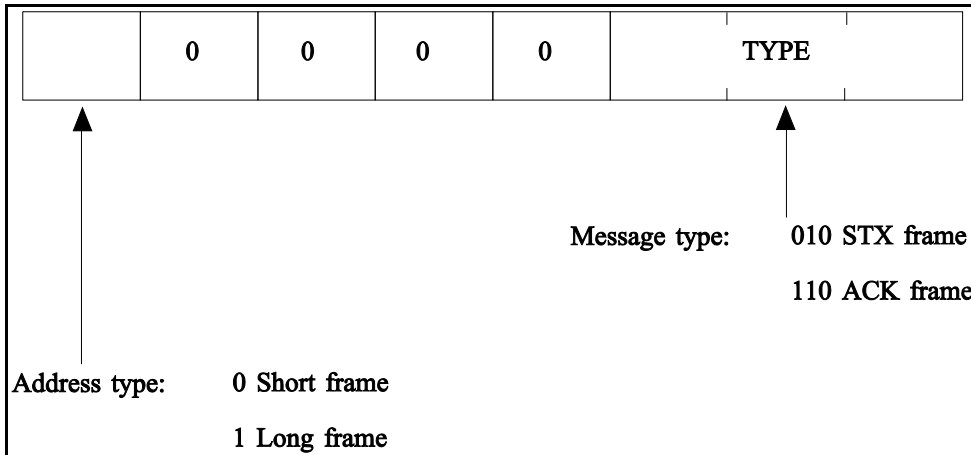 0 0 0 0 TYPE
Message type: 010 STX frame
110 ACK frame
Address type: 0 Short frame
1 Long frame